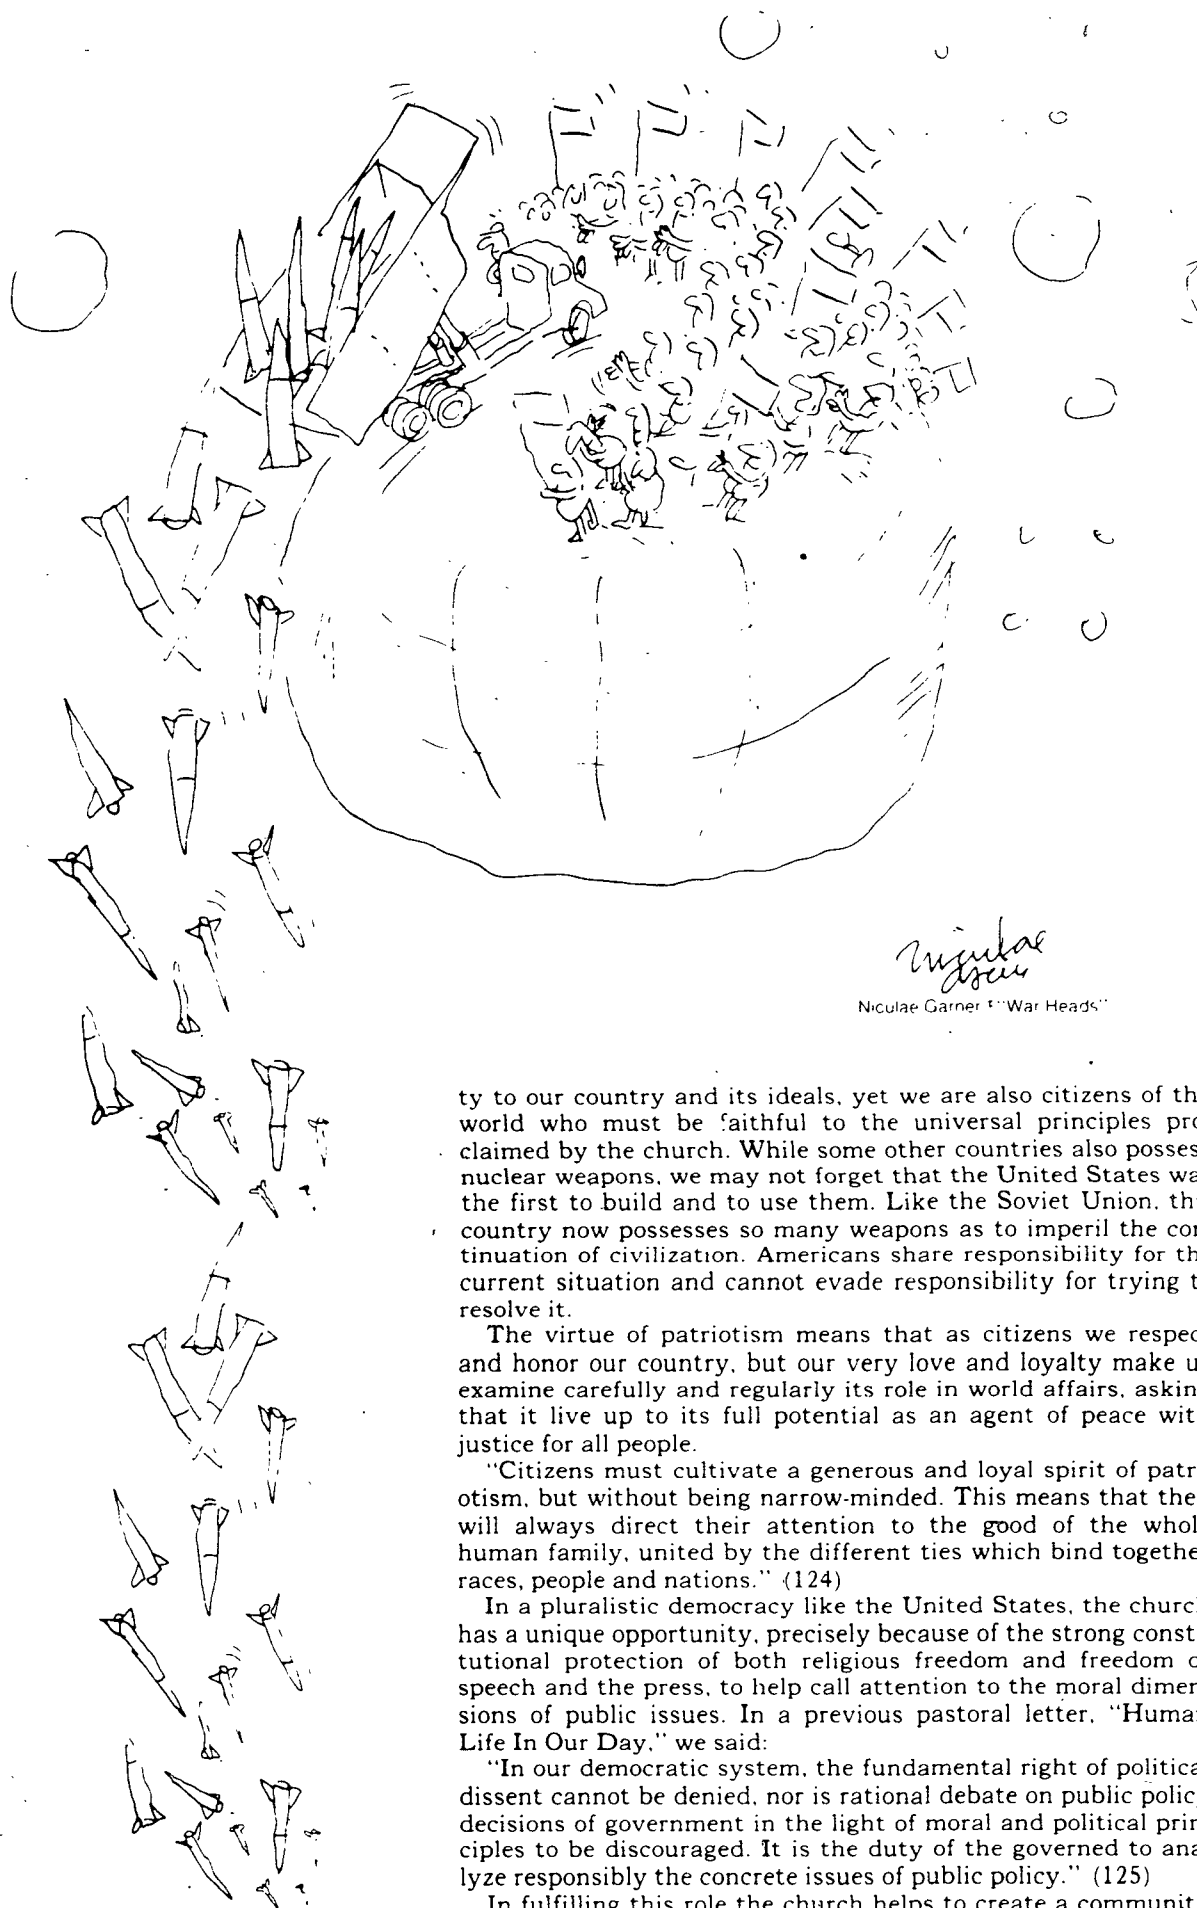 Niculae
Asciu
Niculae Garner "War Heads"
ty to our country and its ideals, yet we are also citizens of th
world who must be faithful to the universal principles pro
claimed by the church. While some other countries also posses
nuclear weapons, we may not forget that the United States wa
the first to build and to use them. Like the Soviet Union, thi
country now possesses so many weapons as to imperil the con
tinuation of civilization. Americans share responsibility for th
current situation and cannot evade responsibility for trying t
resolve it.
The virtue of patriotism means that as citizens we respec
and honor our country, but our very love and loyalty make u
examine carefully and regularly its role in world affairs, askin
that it live up to its full potential as an agent of peace wit
justice for all people.
"Citizens must cultivate a generous and loyal spirit of patri
otism, but without being narrow-minded. This means that the
will always direct their attention to the good of the whol
human family, united by the different ties which bind togethe
races, people and nations." (124)
In a pluralistic democracy like the United States, the churc
has a unique opportunity, precisely because of the strong consti
tutional protection of both religious freedom and freedom o
speech and the press, to help call attention to the moral dimen
sions of public issues. In a previous pastoral letter, "Huma
Life In Our Day," we said:
"In our democratic system, the fundamental right of politica
dissent cannot be denied, nor is rational debate on public polic
decisions of government in the light of moral and political prin
ciples to be discouraged. It is the duty of the governed to ana
lyze responsibly the concrete issues of public policy." (125)
In fulfilling this role the church helps to create a communit